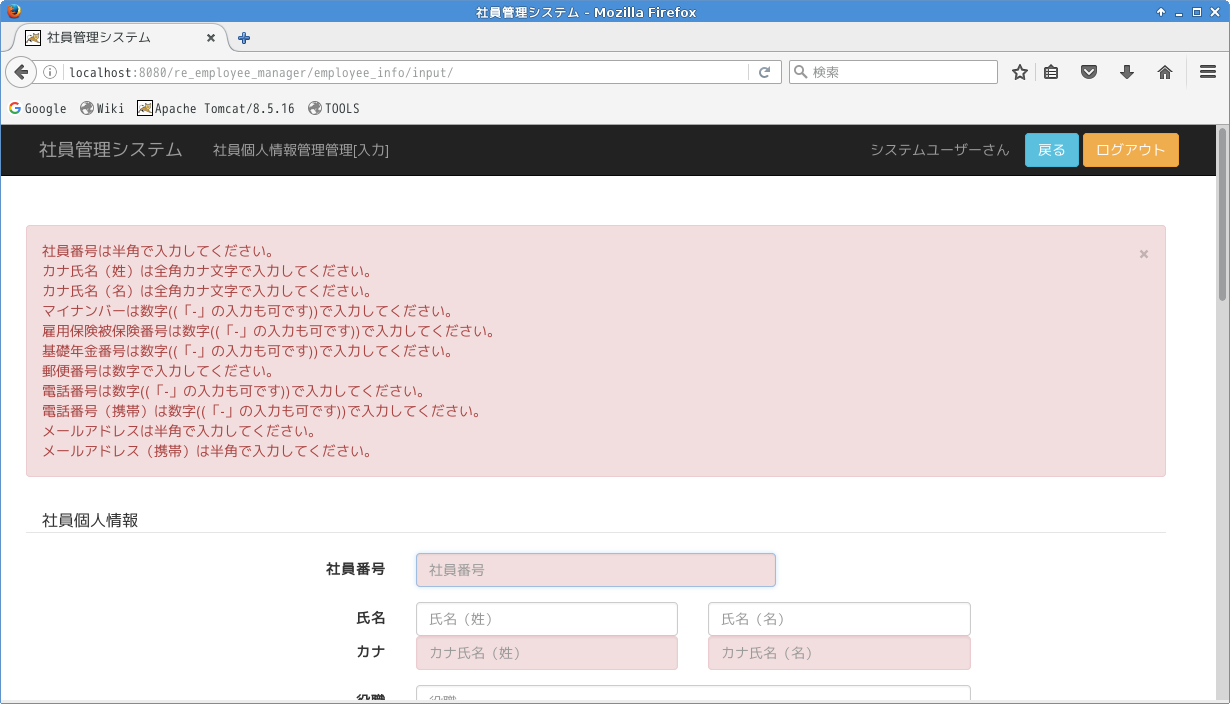 社員管理システム - Mozilla Firefox
社員管理システム
localhost:8080/re_employee_manager/employee_info/input/
検索
Google Wiki Apache Tomcat/8.5.16 TOOLS
社員管理システム 社員個人情報管理管理[入力] システムユーザーさん 戻る ログアウト
社員番号は半角で入力してください。
カナ氏名（姓）は全角カナ文字で入力してください。
カナ氏名（名）は全角カナ文字で入力してください。
マイナンバーは数字((「-」の入力も可です))で入力してください。
雇用保険被保険番号は数字((「-」の入力も可です))で入力してください。
基礎年金番号は数字((「-」の入力も可です))で入力してください。
郵便番号は数字で入力してください。
電話番号は数字((「-」の入力も可です))で入力してください。
電話番号（携帯）は数字((「-」の入力も可です))で入力してください。
メールアドレスは半角で入力してください。
メールアドレス（携帯）は半角で入力してください。
×
社員個人情報
社員番号 社員番号
氏名 氏名（姓） 氏名（名）
カナ カナ氏名（姓） カナ氏名（名）
役職 役職